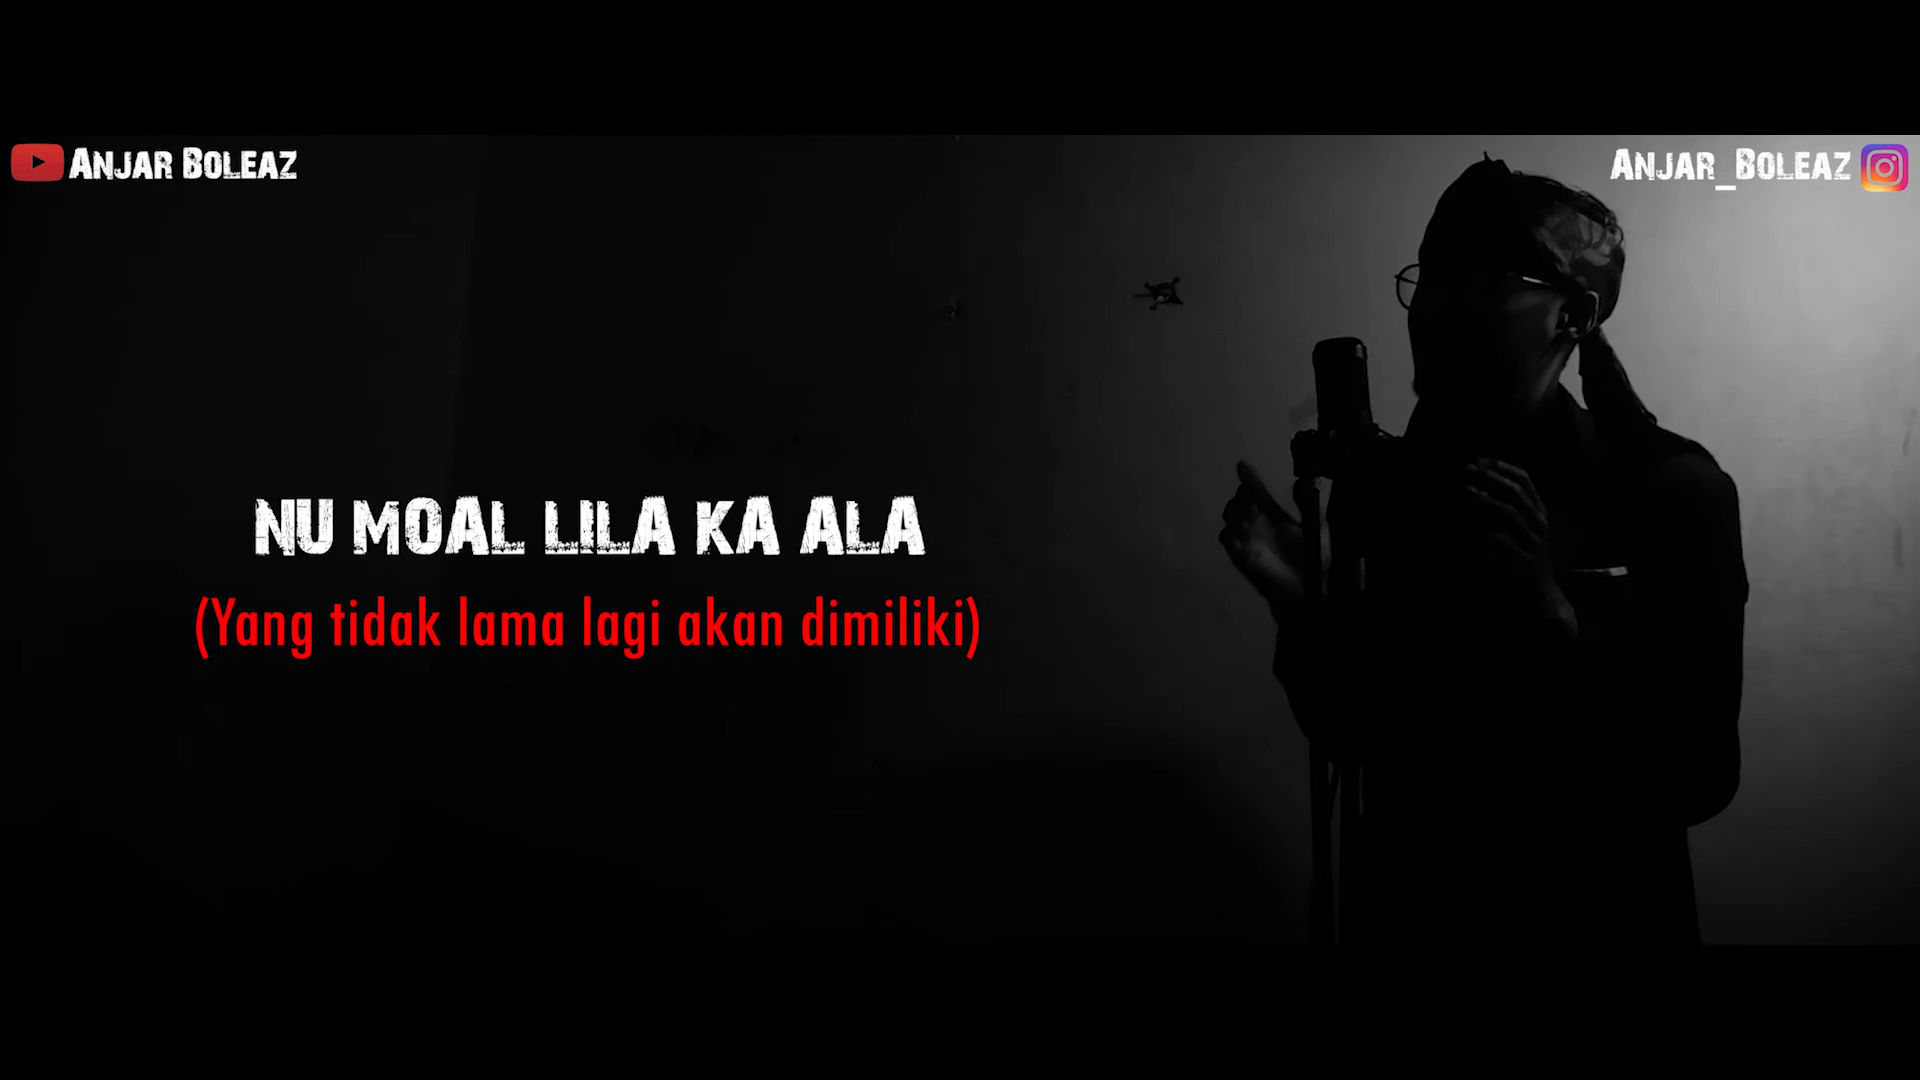 ANJAR BOLEAZ
ANJAR_BOLEAZ
NU MOAL LILA KA ALA
(Yang tidak lama lagi akan dimiliki)